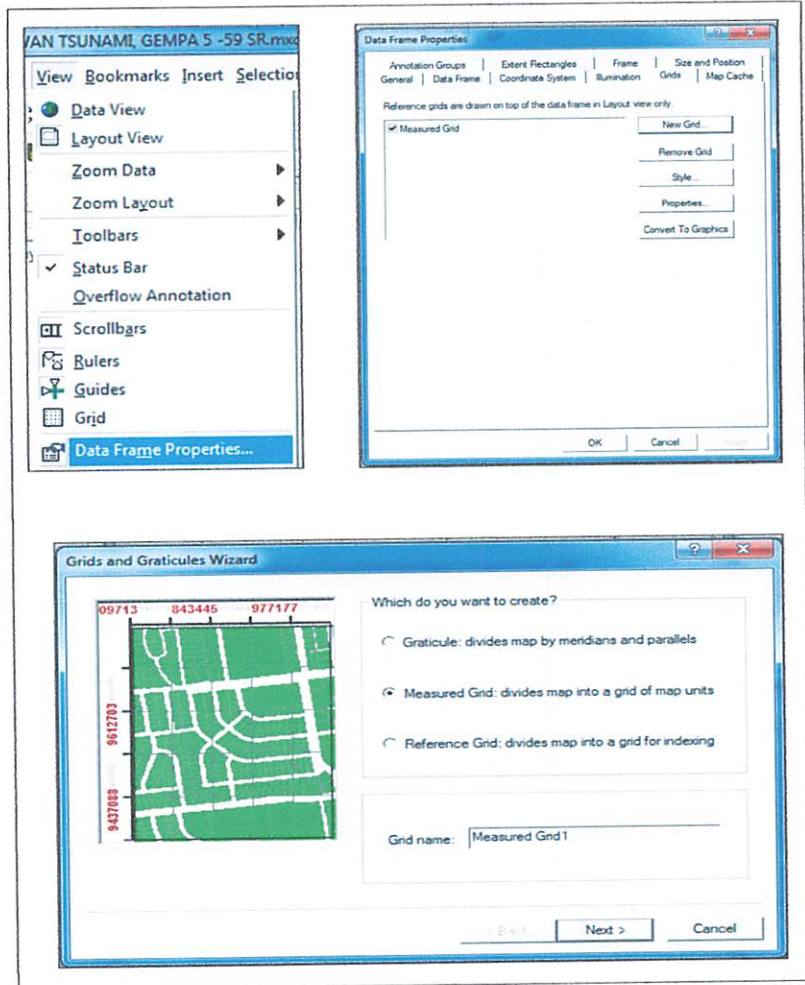 VAN TSUNAMI, GEMPA 5 -59 SR.mxd
View Bookmarks Insert Selection
Data View
Layout View
Zoom Data
Zoom Layout
Toolbars
Status Bar
Overflow Annotation
Scrollbars
Rulers
Guides
Grid
Data Frame Properties...
Data Frame Properties
Annotation Groups Extent Rectangles Frame Size and Position
General Data Frame Coordinate System Illumination Grids Map Cache
Reference grids are drawn on top of the data frame in Layout view only.
Measured Grid
New Grid...
Remove Grid
Style...
Properties...
Convert To Graphics
OK Cancel Apply
Grids and Graticules Wizard
09713 843445 977177
9612703
9437088
Which do you want to create?
Graticule: divides map by meridians and parallels
Measured Grid: divides map into a grid of map units
Reference Grid: divides map into a grid for indexing
Grid name: Measured Grid1
< Back Next > Cancel